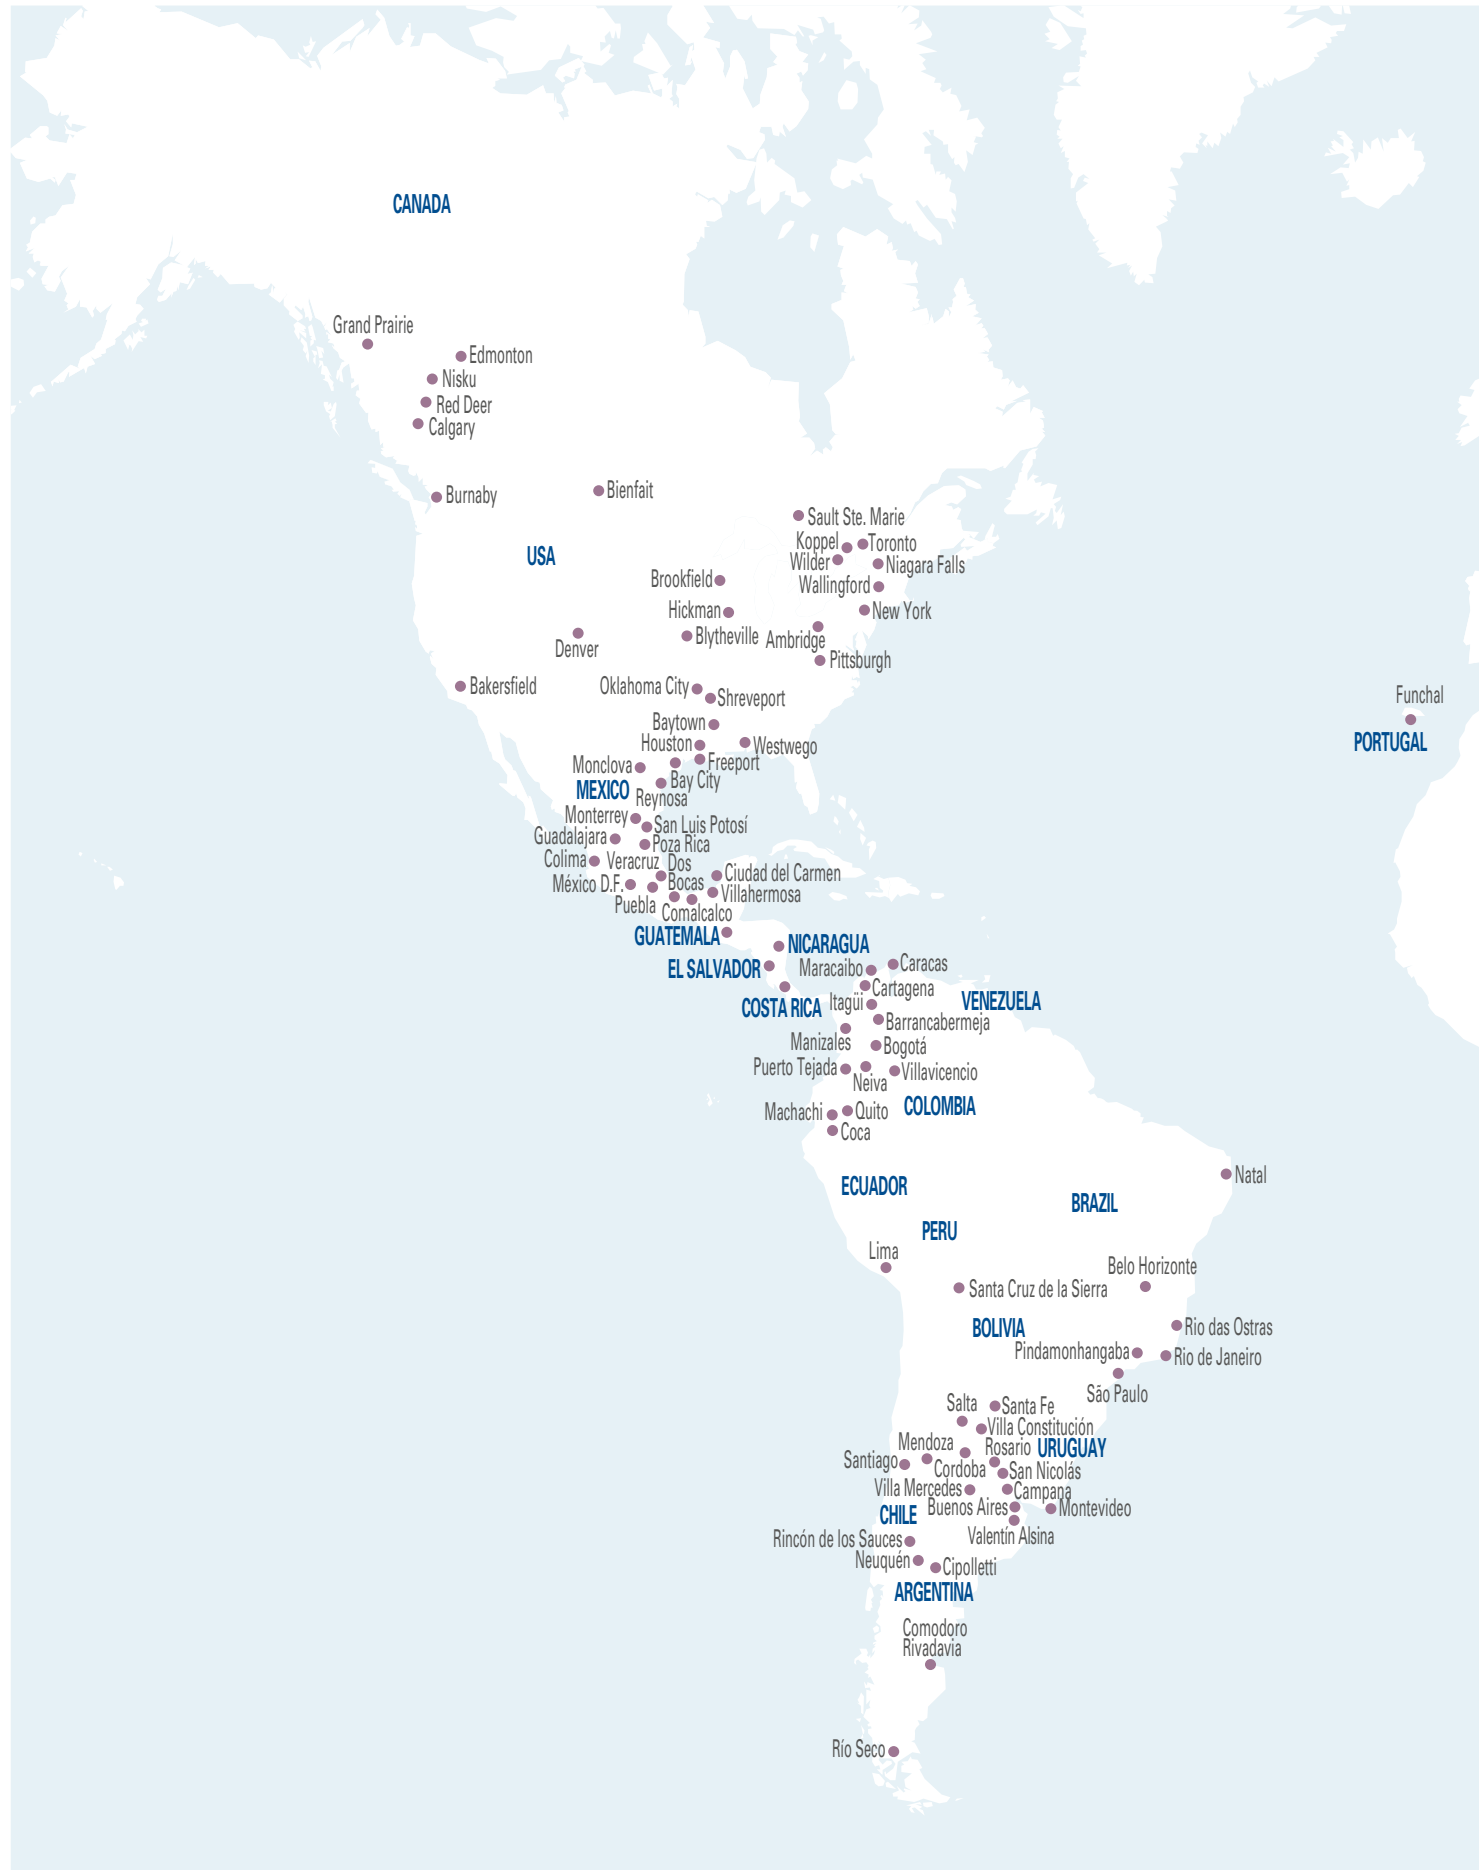 CANADA
Grand Prairie
Edmonton
Nisku
Red Deer
Calgary
Burnaby
Bienfait
Sault Ste. Marie
Koppel
Toronto
Wilder
Niagara Falls
USA
Brookfield
Wallingford
Hickman
New York
Blytheville
Ambridge
Denver
Pittsburgh
Bakersfield
Oklahoma City
Shreveport
Funchal
Baytown
PORTUGAL
Houston
Westwego
Monclova
Freeport
Bay City
MEXICO
Reynosa
Monterrey
San Luis Potosí
Guadalajara
Poza Rica
Colima
Veracruz
Dos
Bocas
Ciudad del Carmen
México D.F.
Villahermosa
Puebla
Comalcalco
GUATEMALA
NICARAGUA
EL SALVADOR
Maracaibo
Caracas
Cartagena
COSTA RICA
Itagüi
VENEZUELA
Barrancabermeja
Manizales
Bogotá
Puerto Tejada
Neiva
Villavicencio
Machachi
Quito
COLOMBIA
Coca
Natal
ECUADOR
BRAZIL
PERU
Lima
Belo Horizonte
Santa Cruz de la Sierra
BOLIVIA
Rio das Ostras
Pindamonhangaba
Rio de Janeiro
São Paulo
Salta
Santa Fe
Villa Constitución
Mendoza
Rosario
URUGUAY
Santiago
Cordoba
San Nicolás
Villa Mercedes
Campana
Buenos Aires
Montevideo
CHILE
Valentín Alsina
Rincón de los Sauces
Neuquén
Cipolletti
ARGENTINA
Comodoro
Rivadavia
Río Seco